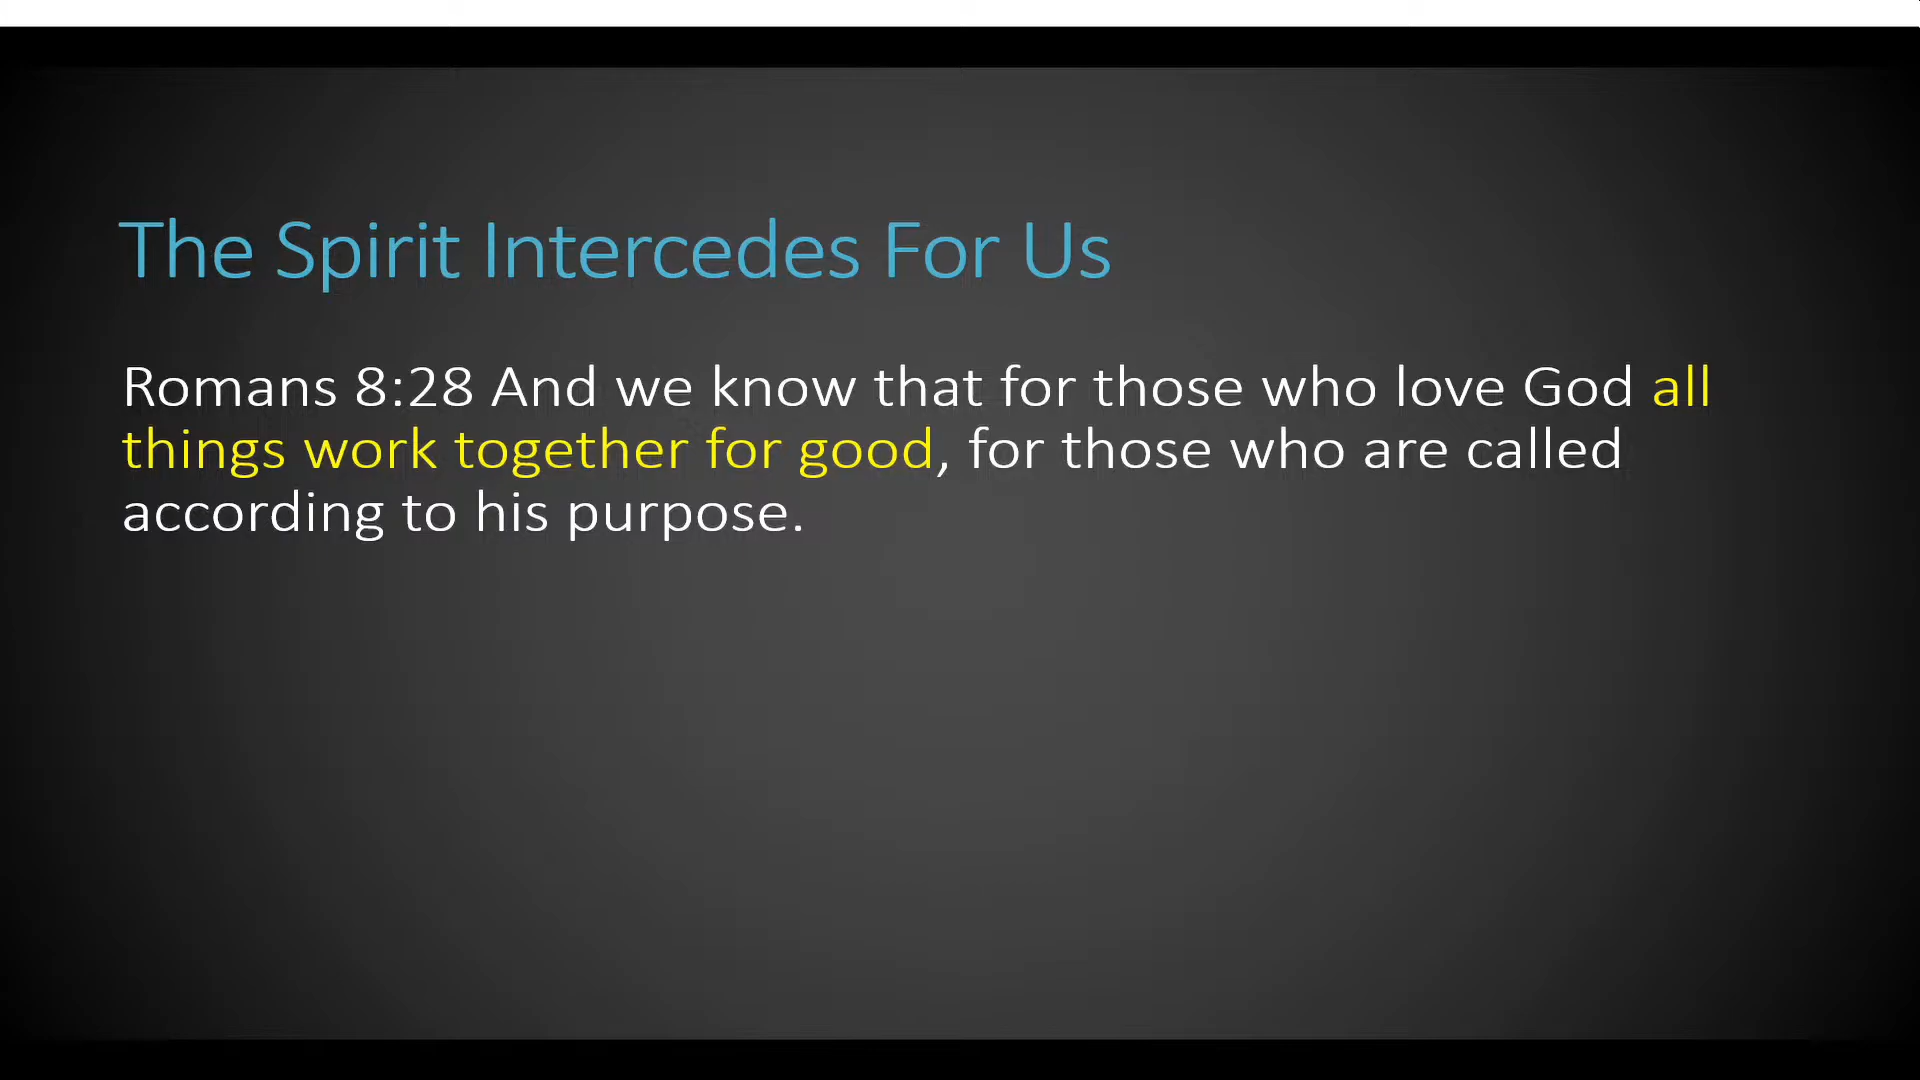 The Spirit Intercedes For Us
Romans 8:28 And we know that for those who love God all
things work together for good, for those who are called
according to his purpose.